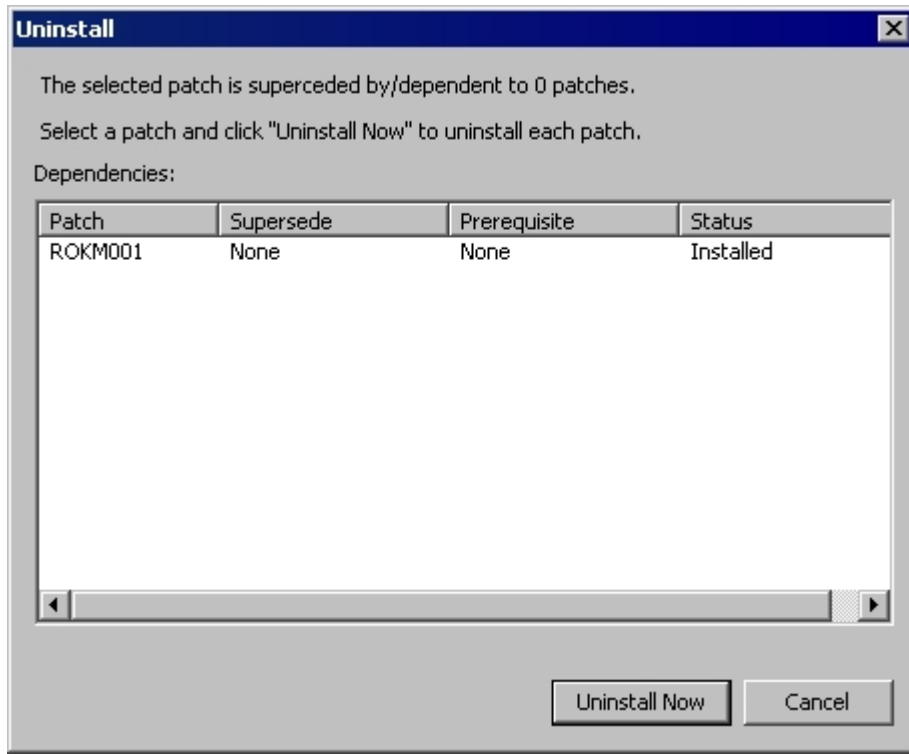 Uninstall
The selected patch is superceded by/dependent to 0 patches.
Select a patch and click "Uninstall Now" to uninstall each patch.
Dependencies:
Patch Supersede Prerequisite Status
ROKM001 None None Installed
Uninstall Now Cancel